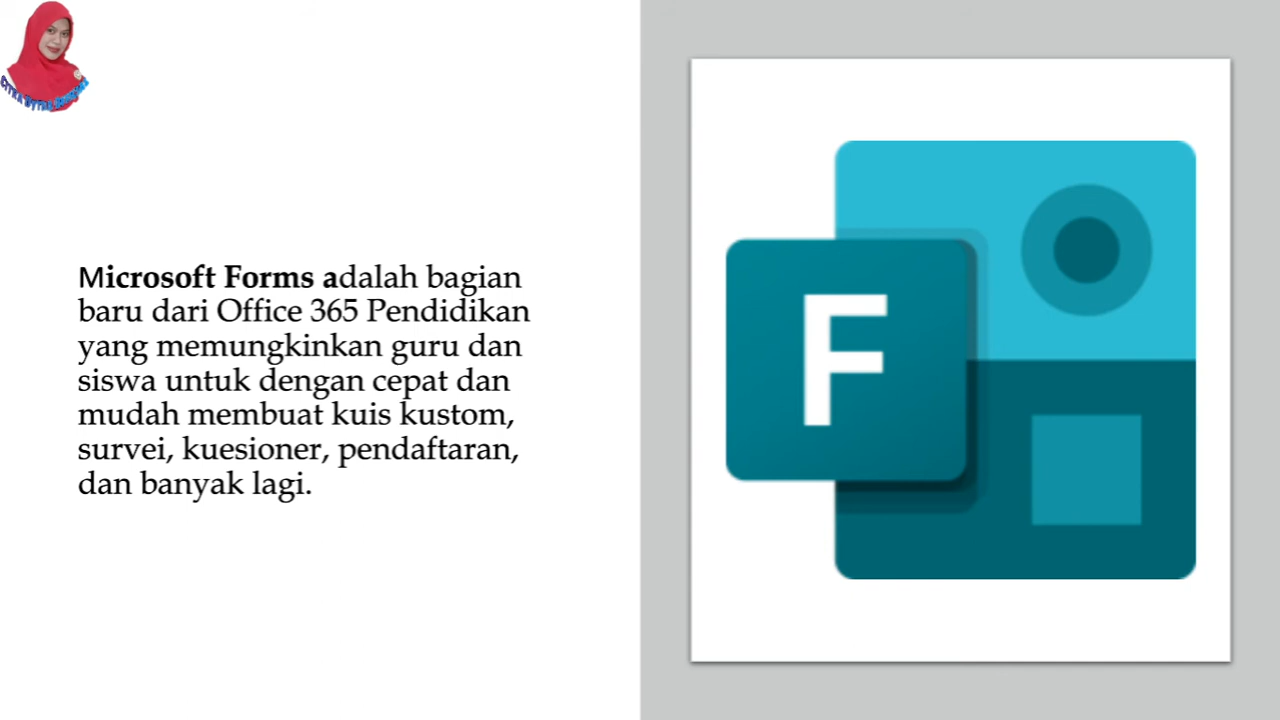 Microsoft Forms adalah bagian
baru dari Office 365 Pendidikan
yang memungkinkan guru dan
siswa untuk dengan cepat dan
mudah membuat kuis kustom,
survei, kuesioner, pendaftaran,
dan banyak lagi.
F